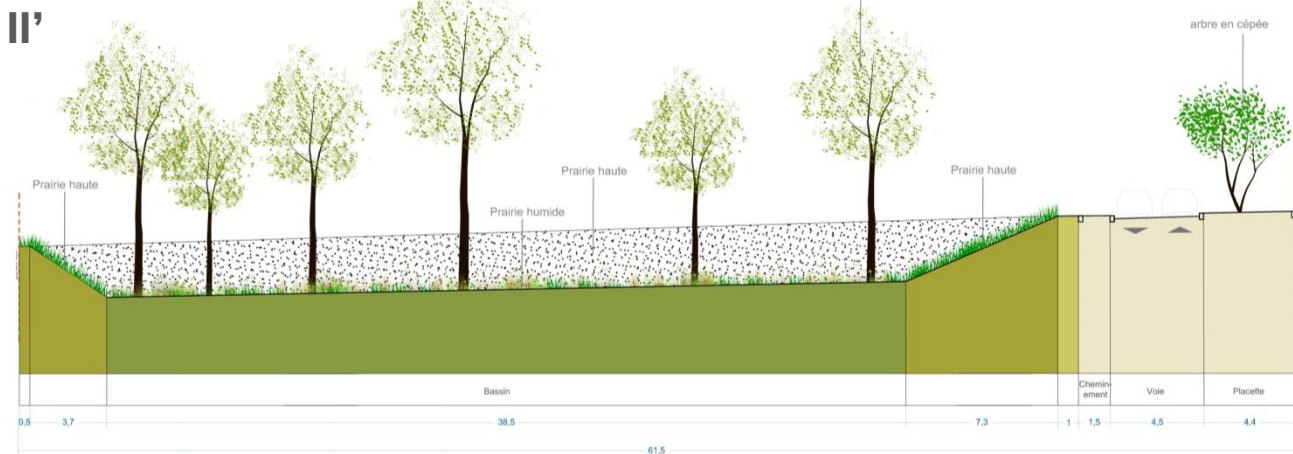 II’
arbre en cépée
Prairie haute
Prairie haute
Prairie haute
Prairie humide
Bassin
Chemin-
ement
Voie
Placette
0,5 3,7 38,5 7,3 1 1,5 4,5 4,4
61,5